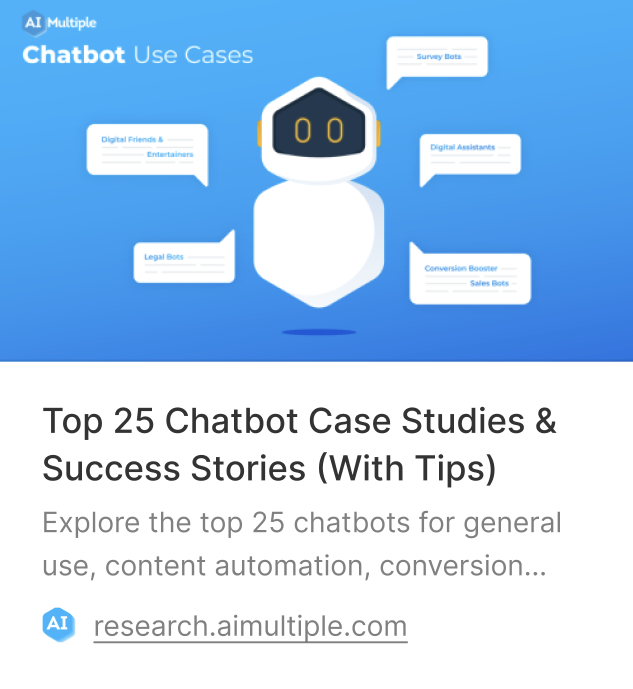 AI Multiple
Chatbot Use Cases
Survey Bots
Digital Friends &
Entertainers
Digital Assistants
Legal Bots
Conversion Booster
Sales Bots
Top 25 Chatbot Case Studies &
Success Stories (With Tips)
Explore the top 25 chatbots for general
use, content automation, conversion...
AI
research.aimultiple.com